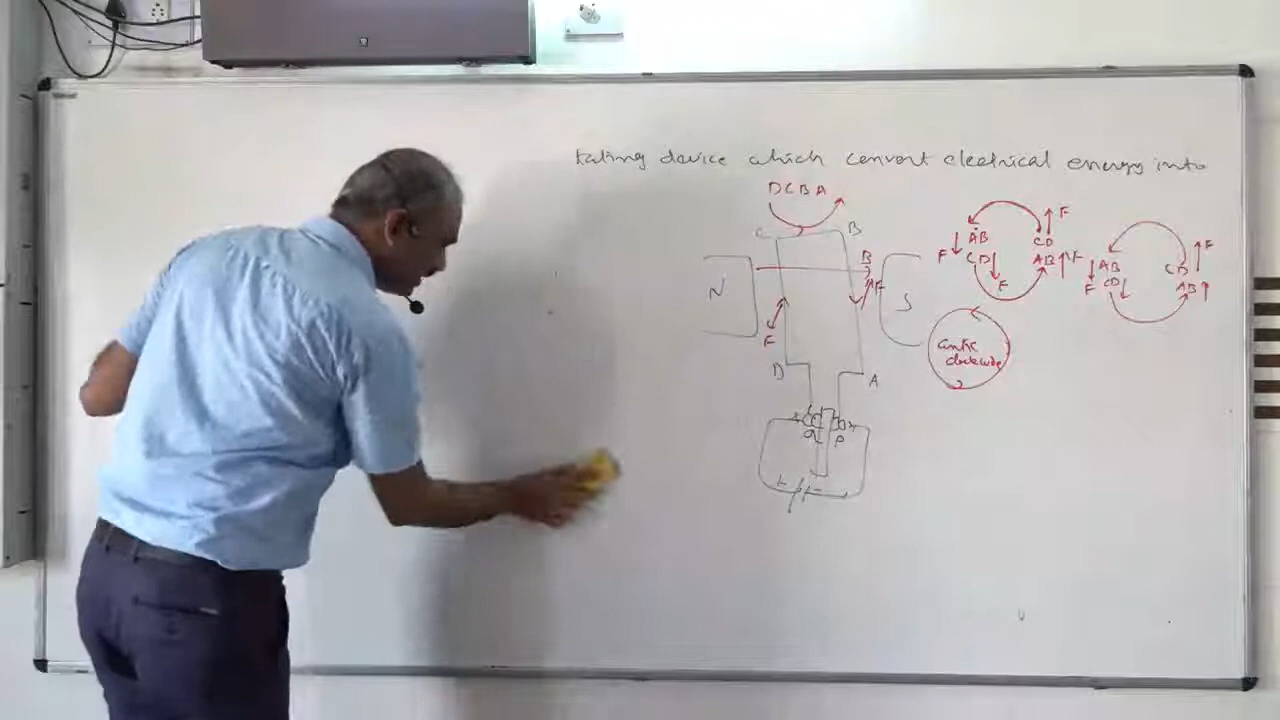 tating device which convert electrical energy into
DCBA
C B
N B F S
F
D A
q p
+ -
F AB CD F
CD F AB F
anticlockwise
AB CD F
F CD AB